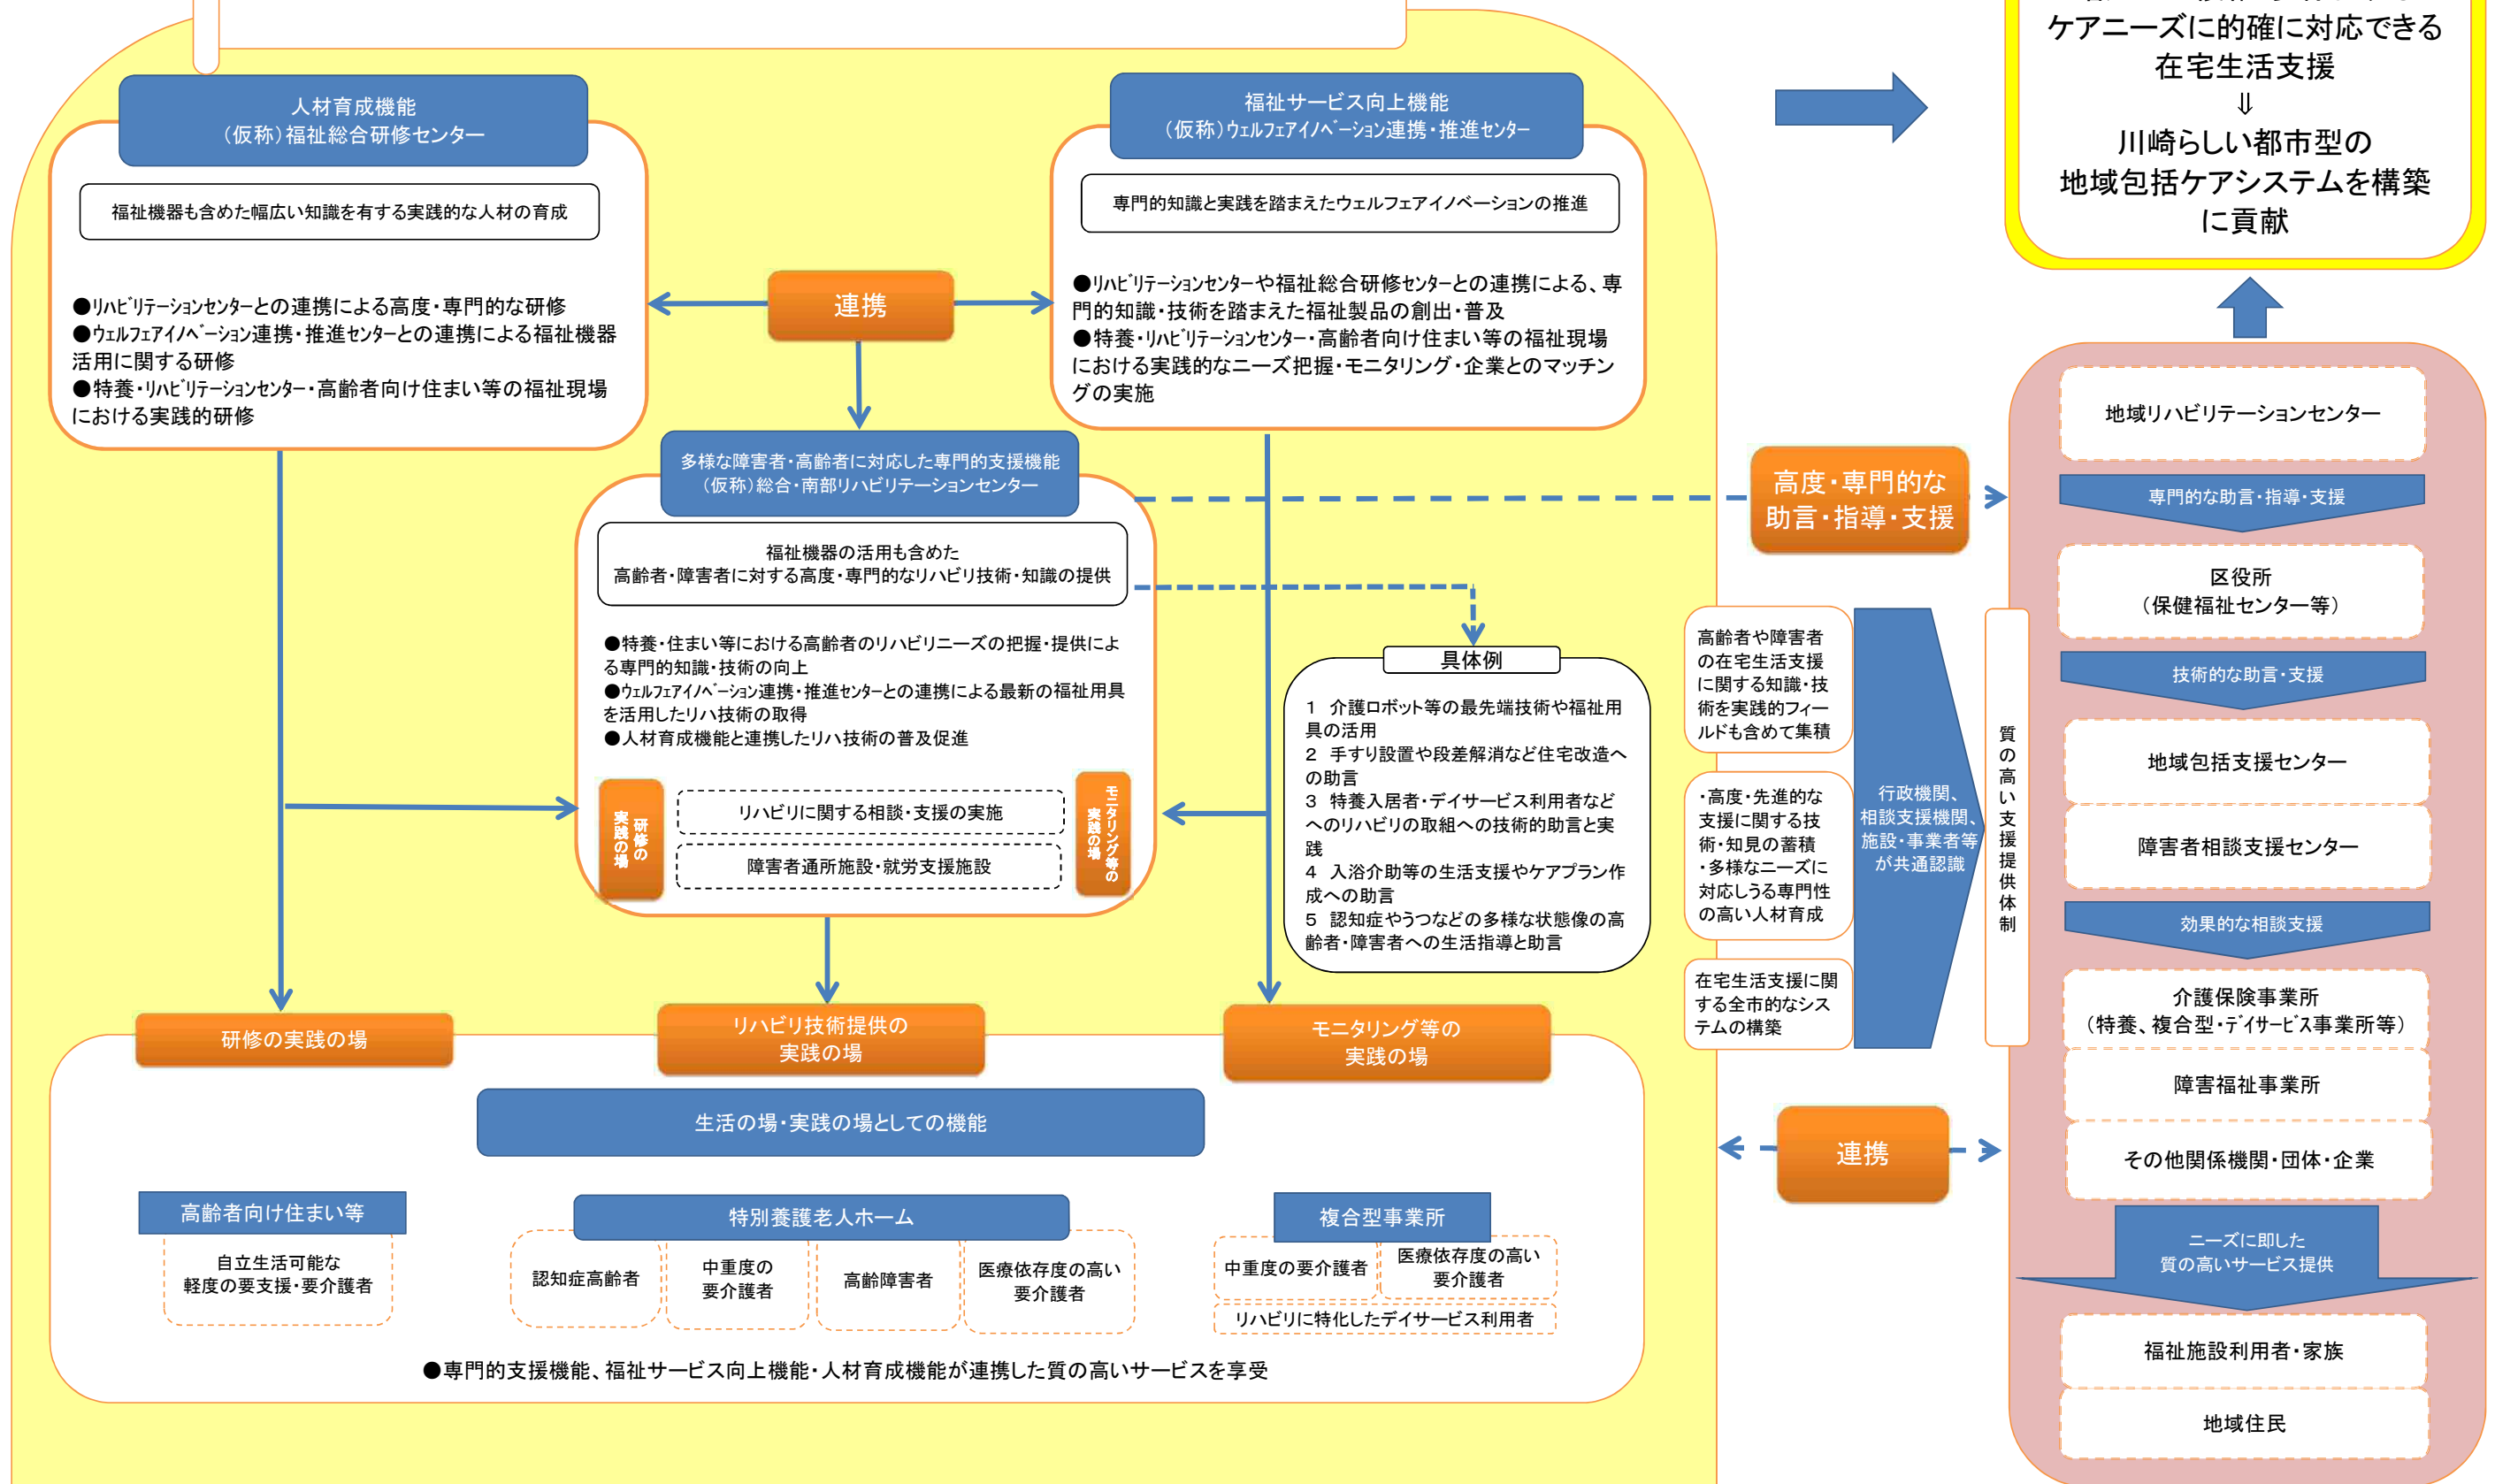 人材育成機能
（仮称）福祉総合研修センター
福祉機器も含めた幅広い知識を有する実践的な人材の育成
●ﾘﾊﾋﾞﾘﾃｰｼｮﾝｾﾝﾀｰとの連携による高度・専門的な研修
●ｳｪﾙﾌｪｱｲﾉﾍﾞｰｼｮﾝ連携・推進ｾﾝﾀｰとの連携による福祉機器
活用に関する研修
●特養・ﾘﾊﾋﾞﾘﾃｰｼｮﾝｾﾝﾀｰ・高齢者向け住まい等の福祉現場
における実践的研修
連携
福祉サービス向上機能
（仮称）ｳｪﾙﾌｪｱｲﾉﾍﾞｰｼｮﾝ連携・推進ｾﾝﾀｰ
専門的知識と実践を踏まえたウェルフェアイノベーションの推進
●ﾘﾊﾋﾞﾘﾃｰｼｮﾝｾﾝﾀｰや福祉総合研修センターとの連携による、専
門的知識・技術を踏まえた福祉製品の創出・普及
●特養・ﾘﾊﾋﾞﾘﾃｰｼｮﾝｾﾝﾀｰ・高齢者向け住まい等の福祉現場
における実践的なニーズ把握・モニタリング・企業とのマッチン
グの実施
ケアニーズに的確に対応できる
在宅生活支援
⇓
川崎らしい都市型の
地域包括ケアシステムを構築
に貢献
多様な障害者・高齢者に対応した専門的支援機能
（仮称）総合・南部リハビリテーションセンター
福祉機器の活用も含めた
高齢者・障害者に対する高度・専門的なリハビリ技術・知識の提供
●特養・住まい等における高齢者のリハビリニーズの把握・提供によ
る専門的知識・技術の向上
●ｳｪﾙﾌｪｱｲﾉﾍﾞｰｼｮﾝ連携・推進ｾﾝﾀｰとの連携による最新の福祉用具
を活用したリハ技術の取得
●人材育成機能と連携したリハ技術の普及促進
研修の
実践の場
リハビリに関する相談・支援の実施
障害者通所施設・就労支援施設
モニタリング等の
実践の場
具体例
1　介護ロボット等の最先端技術や福祉用
具の活用
2　手すり設置や段差解消など住宅改造へ
の助言
3　特養入居者・デイサービス利用者など
へのリハビリの取組への技術的助言と実
践
4　入浴介助等の生活支援やケアプラン作
成への助言
5　認知症やうつなどの多様な状態像の高
齢者・障害者への生活指導と助言
高度・専門的な
助言・指導・支援
高齢者や障害者
の在宅生活支援
に関する知識・技
術を実践的フィー
ルドも含めて集積
・高度・先進的な
支援に関する技
術・知見の蓄積
・多様なニーズに
対応しうる専門性
の高い人材育成
在宅生活支援に関
する全市的なシス
テムの構築
行政機関、
相談支援機関、
施設・事業者等
が共通認識
質の高い支援提供体制
連携
地域リハビリテーションセンター
専門的な助言・指導・支援
区役所
（保健福祉センター等）
技術的な助言・支援
地域包括支援センター
障害者相談支援センター
効果的な相談支援
介護保険事業所
（特養、複合型・ﾃﾞｲｻｰﾋﾞｽ事業所等）
障害福祉事業所
その他関係機関・団体・企業
ニーズに即した
質の高いサービス提供
福祉施設利用者・家族
地域住民
研修の実践の場
リハビリ技術提供の
実践の場
モニタリング等の
実践の場
生活の場・実践の場としての機能
高齢者向け住まい等
自立生活可能な
軽度の要支援・要介護者
特別養護老人ホーム
認知症高齢者
中重度の
要介護者
高齢障害者
医療依存度の高い
要介護者
複合型事業所
中重度の要介護者
医療依存度の高い
要介護者
リハビリに特化したデイサービス利用者
●専門的支援機能、福祉サービス向上機能・人材育成機能が連携した質の高いサービスを享受